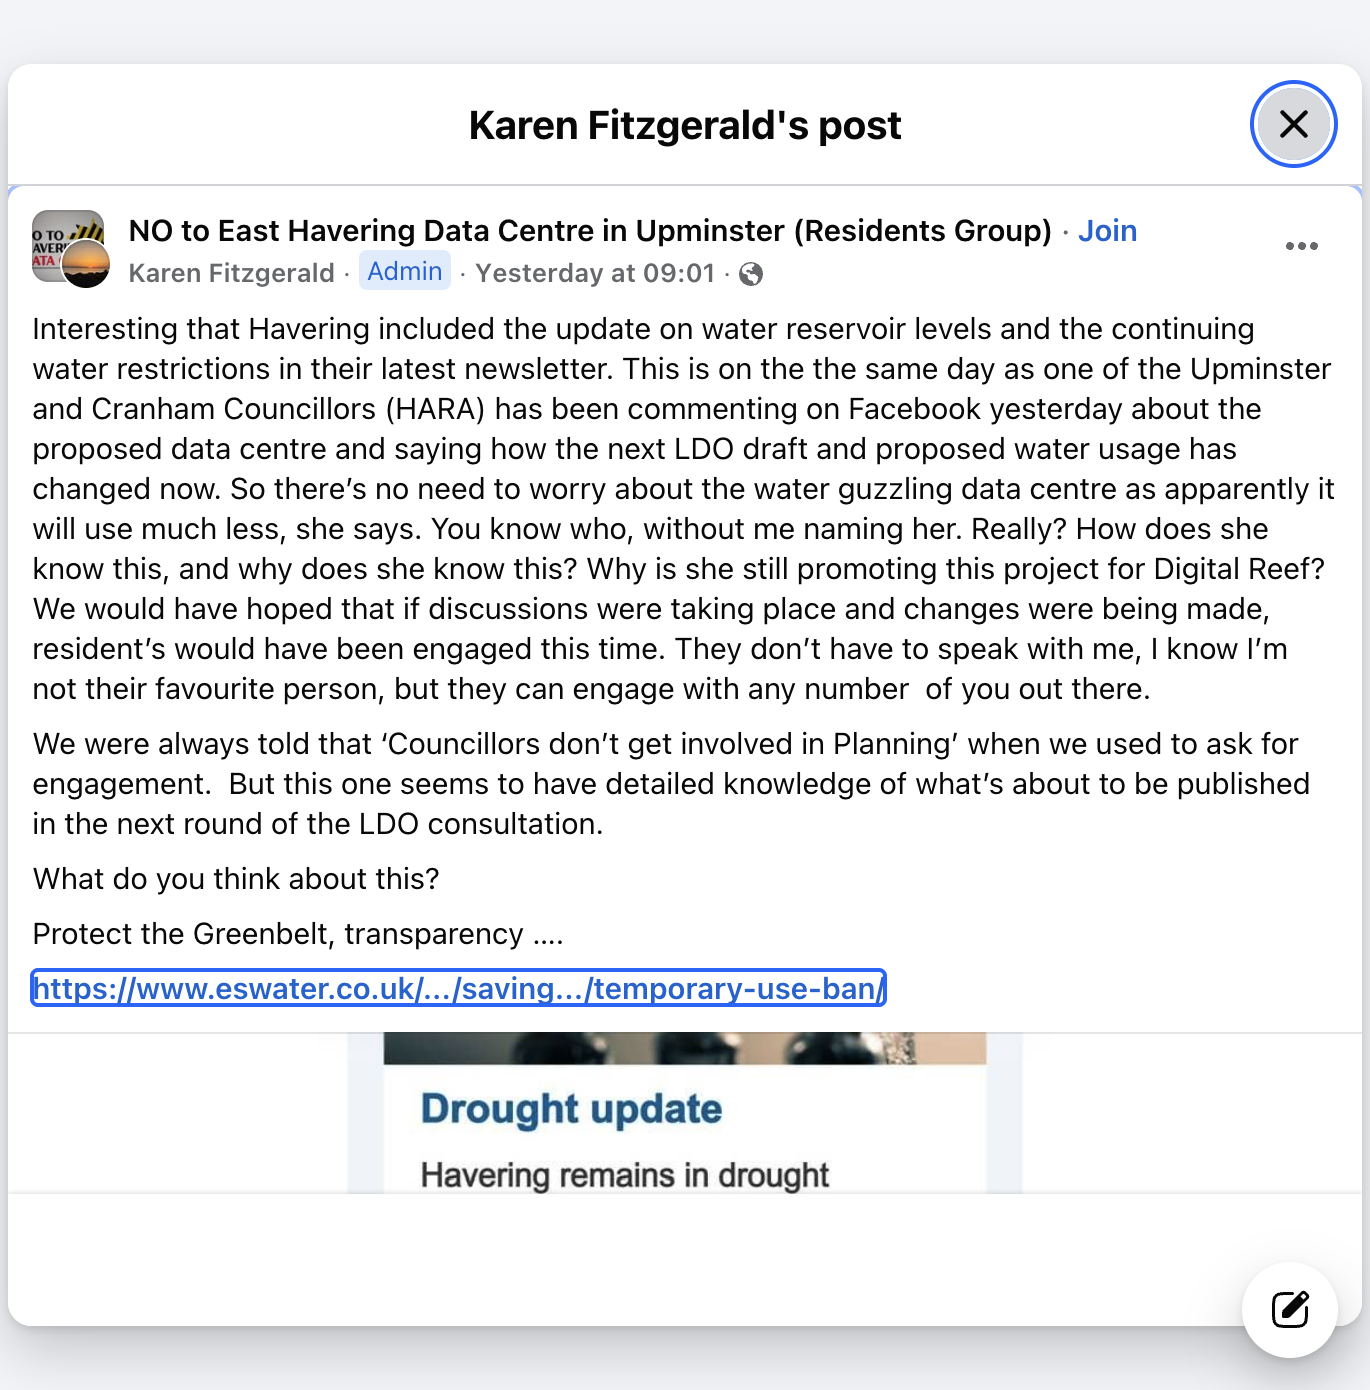 Karen Fitzgerald's post
O TO
AVERI
ATA
NO to East Havering Data Centre in Upminster (Residents Group) · Join
Karen Fitzgerald · Admin · Yesterday at 09:01 ·
Interesting that Havering included the update on water reservoir levels and the continuing
water restrictions in their latest newsletter. This is on the the same day as one of the Upminster
and Cranham Councillors (HARA) has been commenting on Facebook yesterday about the
proposed data centre and saying how the next LDO draft and proposed water usage has
changed now. So there’s no need to worry about the water guzzling data centre as apparently it
will use much less, she says. You know who, without me naming her. Really? How does she
know this, and why does she know this? Why is she still promoting this project for Digital Reef?
We would have hoped that if discussions were taking place and changes were being made,
resident’s would have been engaged this time. They don’t have to speak with me, I know I’m
not their favourite person, but they can engage with any number  of you out there.
We were always told that ‘Councillors don’t get involved in Planning’ when we used to ask for
engagement.  But this one seems to have detailed knowledge of what’s about to be published
in the next round of the LDO consultation.
What do you think about this?
Protect the Greenbelt, transparency ....
https://www.eswater.co.uk/.../saving.../temporary-use-ban/
Drought update
Havering remains in drought